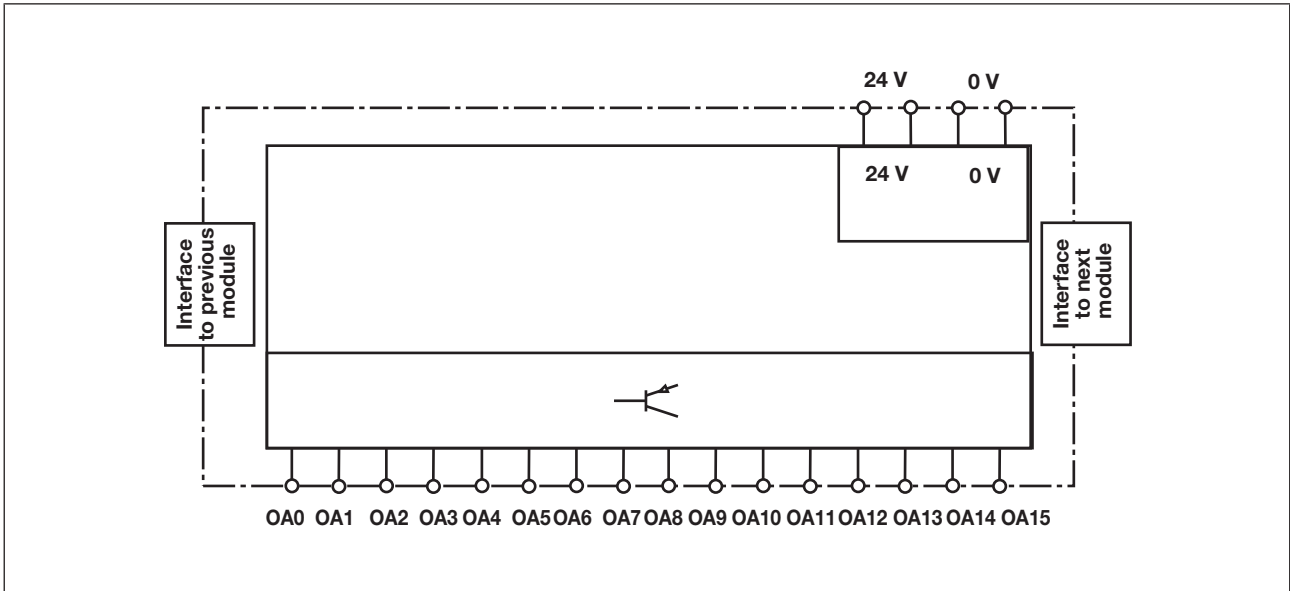 24 V 0 V
24 V 0 V
Interface
to previous
module
Interface
to next
module
OA0 OA1 OA2 OA3 OA4 OA5 OA6 OA7 OA8 OA9 OA10 OA11 OA12 OA13 OA14 OA15